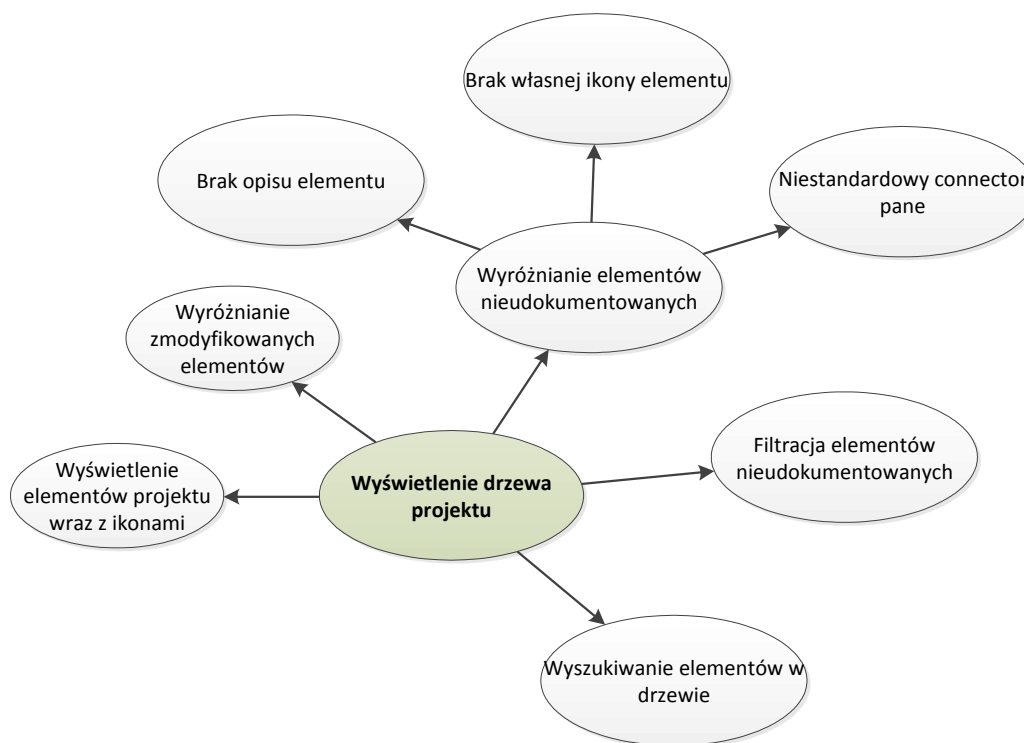 Brak własnej ikony elementu
Brak opisu elementu
Niestandardowy connector
pane
Wyróżnianie elementów
nieudokumentowanych
Wyróżnianie
zmodyfikowanych
elementów
Filtracja elementów
nieudokumentowanych
Wyświetlenie
elementów projektu
wraz z ikonami
Wyświetlenie drzewa
projektu
Wyszukiwanie elementów w
drzewie